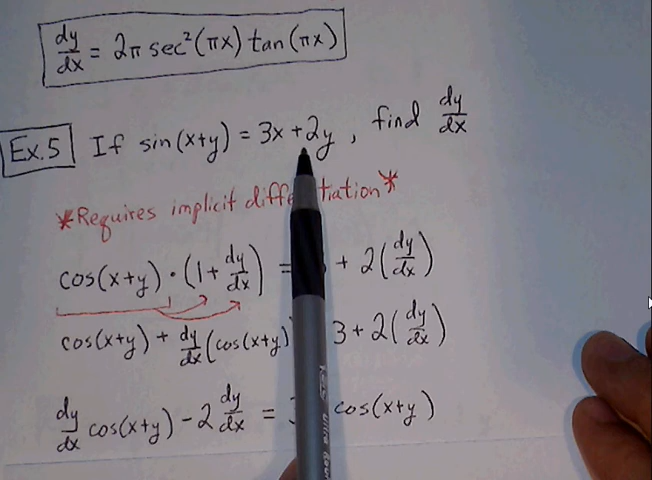 dy/dx = 2π sec²(πx) tan(πx)
Ex.5 If sin(x+y) = 3x+2y, find dy/dx
*Requires implicit diffe tiation*
cos(x+y)·(1+dy/dx) = + 2(dy/dx)
cos(x+y) + dy/dx(cos(x+y) 3+2(dy/dx)
dy/dx cos(x+y) - 2 dy/dx = cos(x+y)